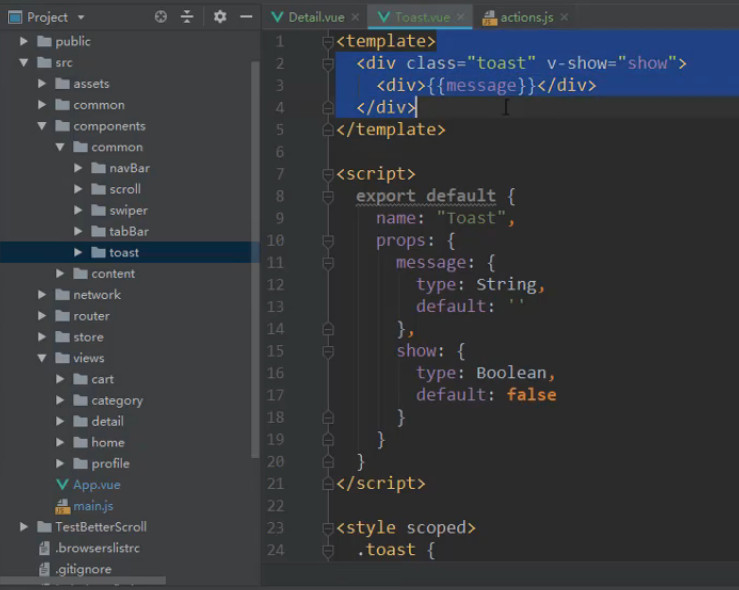 Project
public
src
assets
common
components
common
navBar
scroll
swiper
tabBar
toast
content
network
router
store
views
cart
category
detail
home
profile
App.vue
main.js
TestBetterScroll
.browserslistrc
.gitignore
Detail.vue × Toast.vue × actions.js ×
1 <template>
2 <div class="toast" v-show="show">
3 <div>{{message}}</div>
4 </div>
5 </template>
6
7 <script>
8 export default {
9 name: "Toast",
10 props: {
11 message: {
12 type: String,
13 default: ''
14 },
15 show: {
16 type: Boolean,
17 default: false
18 }
19 }
20 }
21 </script>
22
23 <style scoped>
24 .toast {